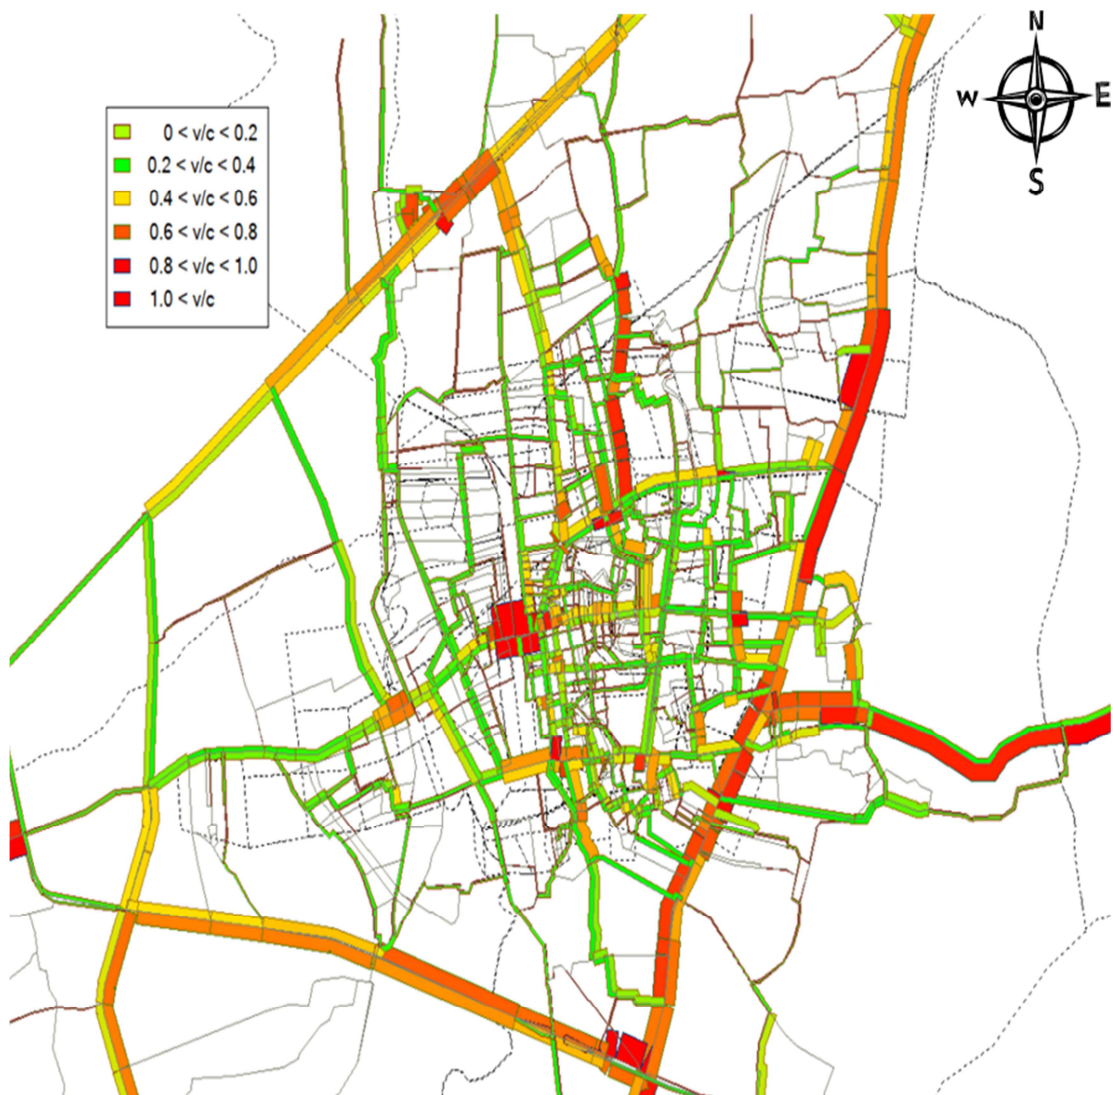 N
W
E
S
0 < v/c < 0.2
0.2 < v/c < 0.4
0.4 < v/c < 0.6
0.6 < v/c < 0.8
0.8 < v/c < 1.0
1.0 < v/c